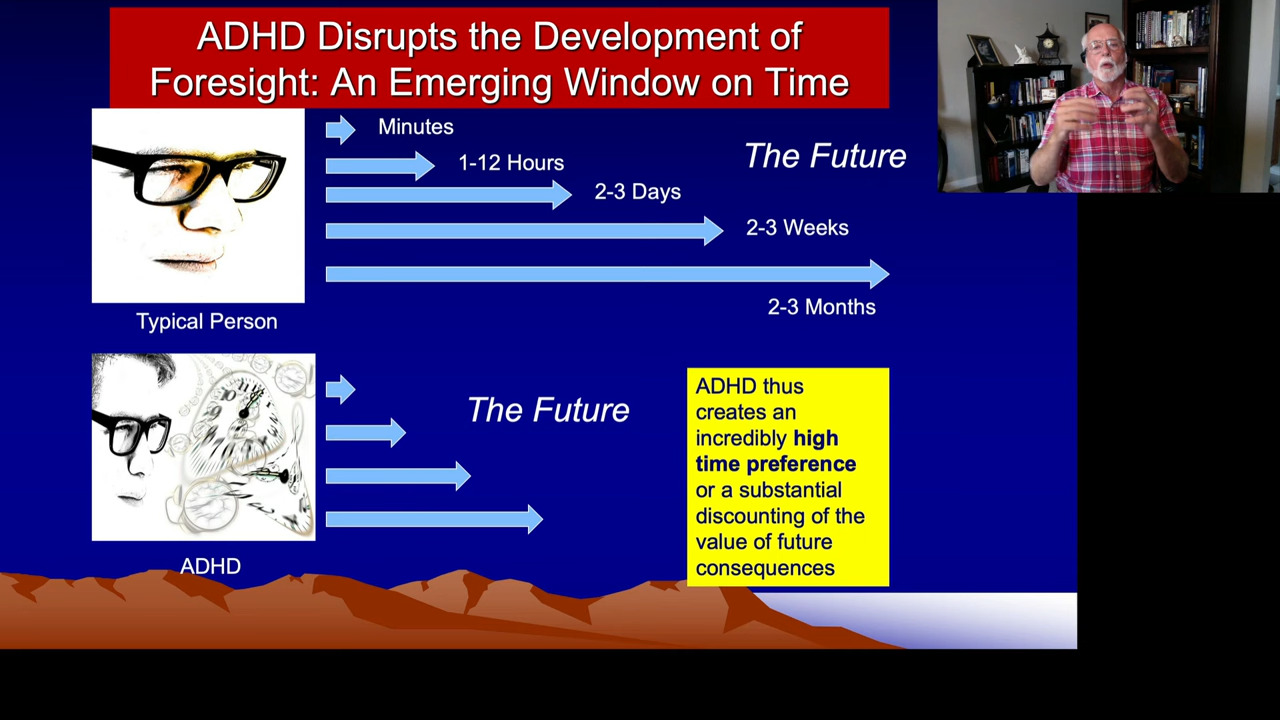 ADHD Disrupts the Development of
Foresight: An Emerging Window on Time
Minutes
1-12 Hours
The Future
2-3 Days
2-3 Weeks
2-3 Months
Typical Person
The Future
ADHD
ADHD thus
creates an
incredibly high
time preference
or a substantial
discounting of the
value of future
consequences